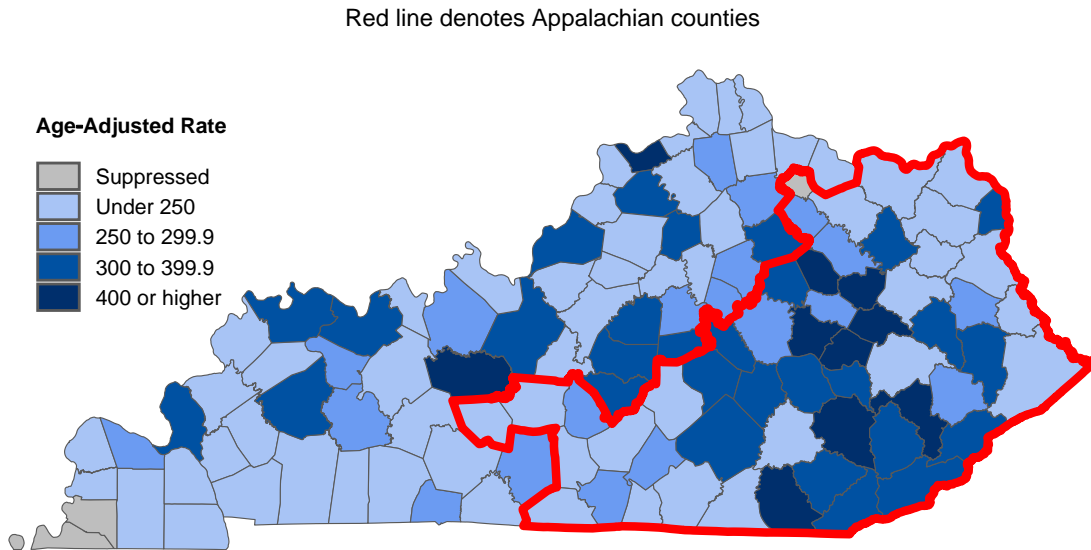 Red line denotes Appalachian counties
Age-Adjusted Rate
Suppressed
Under 250
250 to 299.9
300 to 399.9
400 or higher